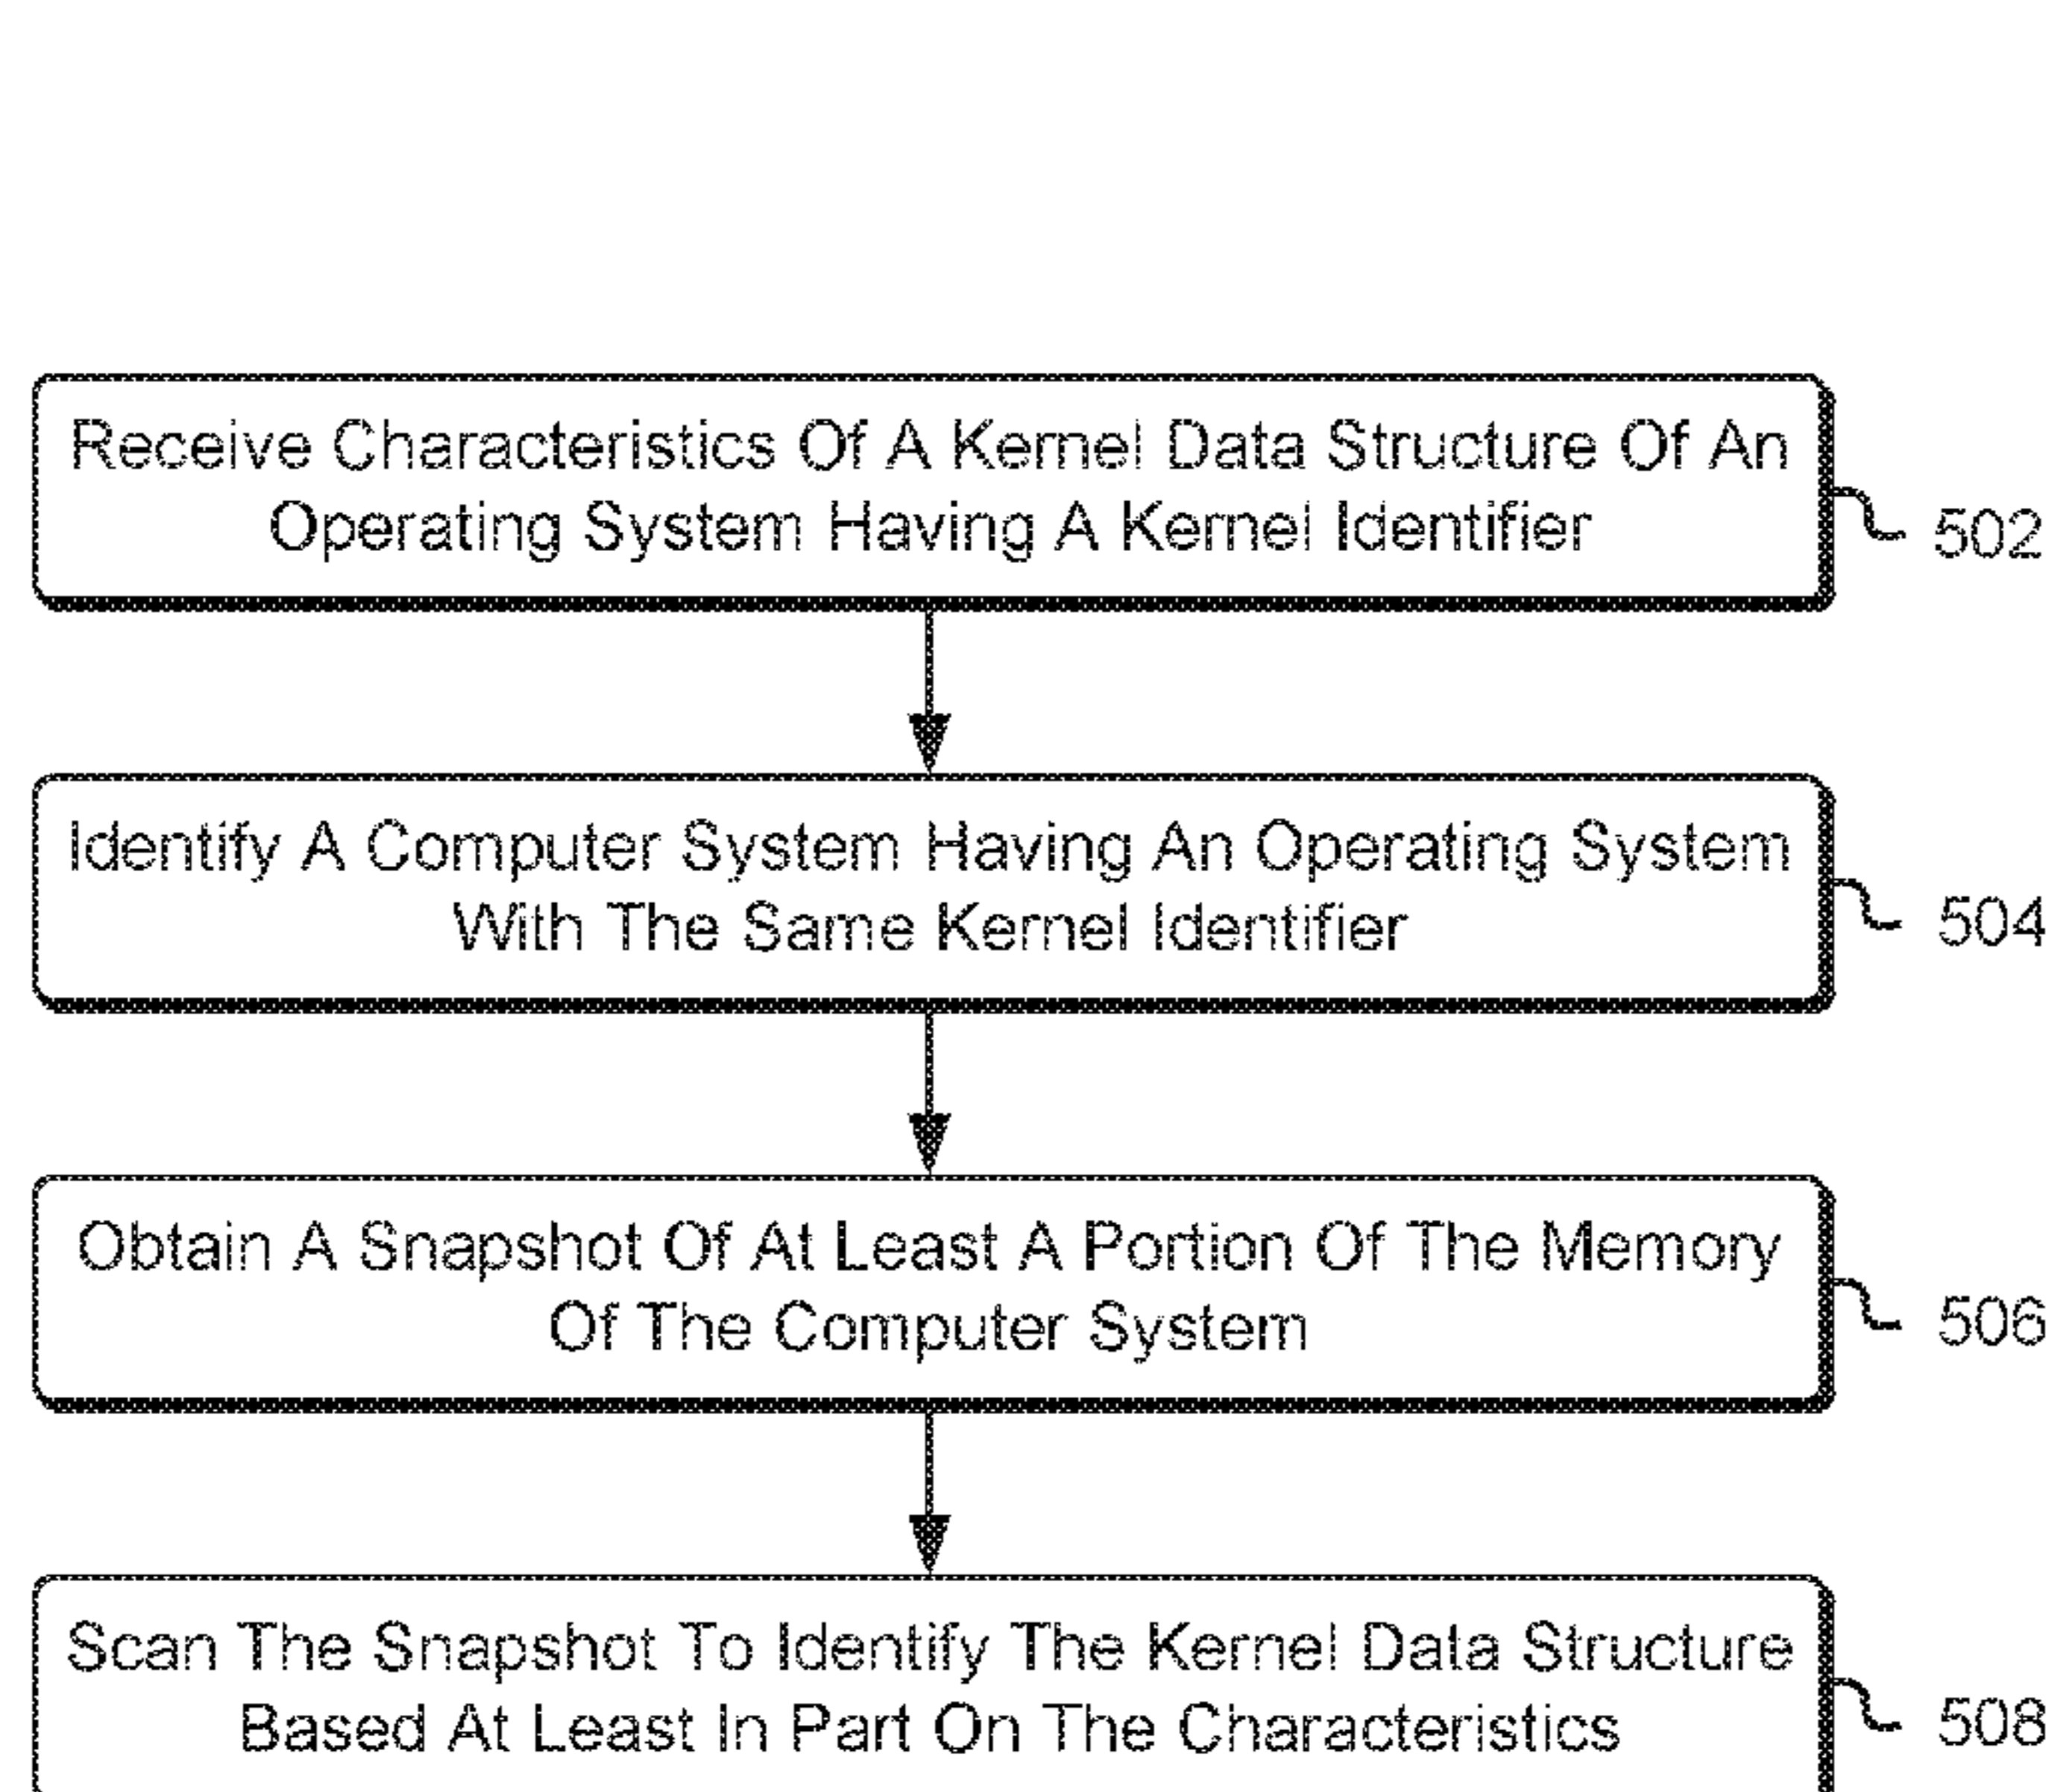 Receive Characteristics Of A Kernel Data Structure Of An
Operating System Having A Kernel Identifier
502
Identify A Computer System Having An Operating System
With The Same Kernel Identifier
504
Obtain A Snapshot Of At Least A Portion Of The Memory
Of The Computer System
506
Scan The Snapshot To Identify The Kernel Data Structure
Based At Least In Part On The Characteristics
508